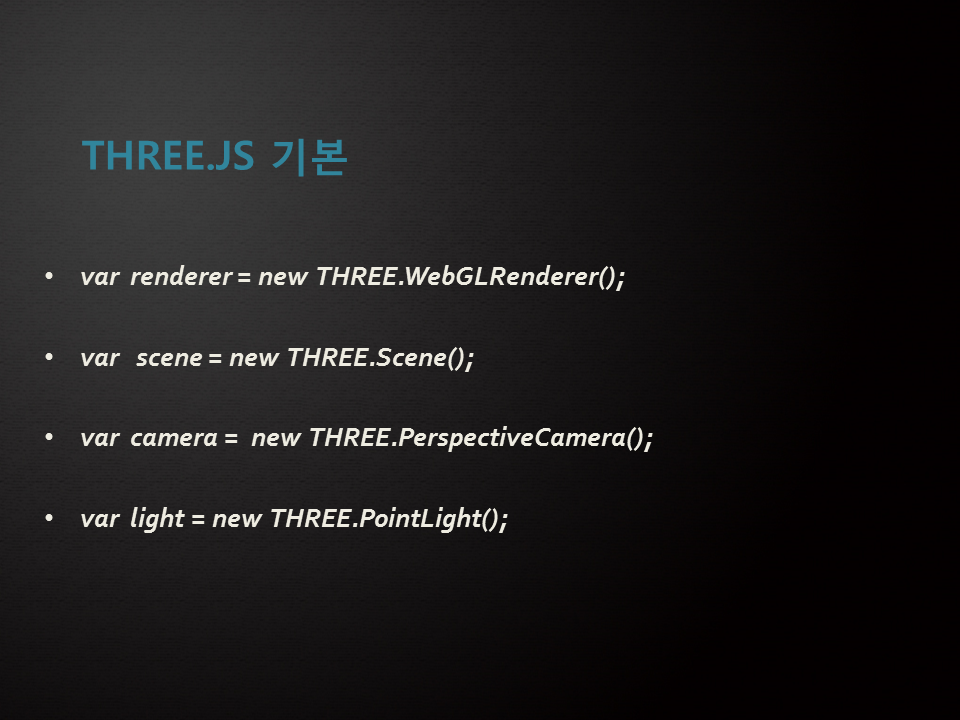 THREE.JS 기본
• var renderer = new THREE.WebGLRenderer();
• var scene = new THREE.Scene();
• var camera = new THREE.PerspectiveCamera();
• var light = new THREE.PointLight();